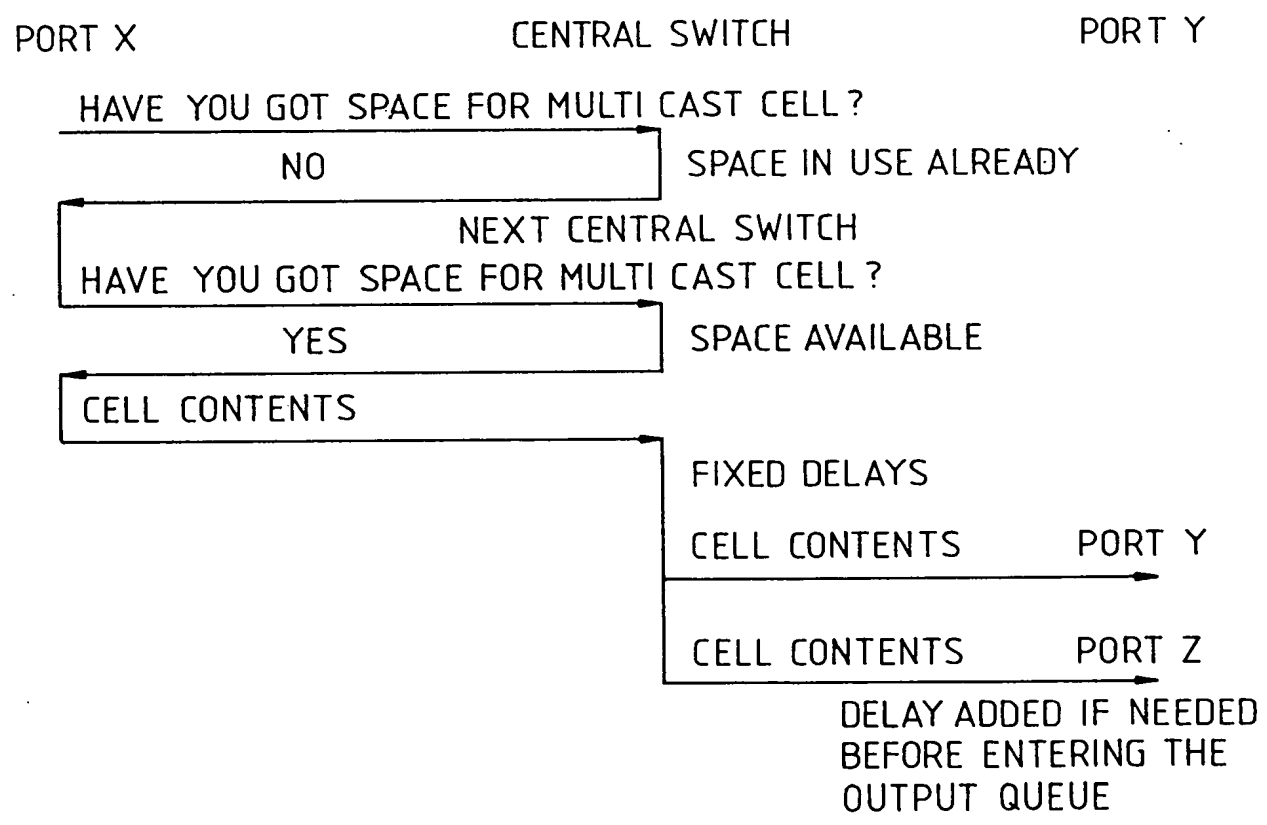 PORT X CENTRAL SWITCH PORT Y
HAVE YOU GOT SPACE FOR MULTI CAST CELL?
NO SPACE IN USE ALREADY
NEXT CENTRAL SWITCH
HAVE YOU GOT SPACE FOR MULTI CAST CELL?
YES SPACE AVAILABLE
CELL CONTENTS
FIXED DELAYS
CELL CONTENTS PORT Y
CELL CONTENTS PORT Z
DELAY ADDED IF NEEDED
BEFORE ENTERING THE
OUTPUT QUEUE